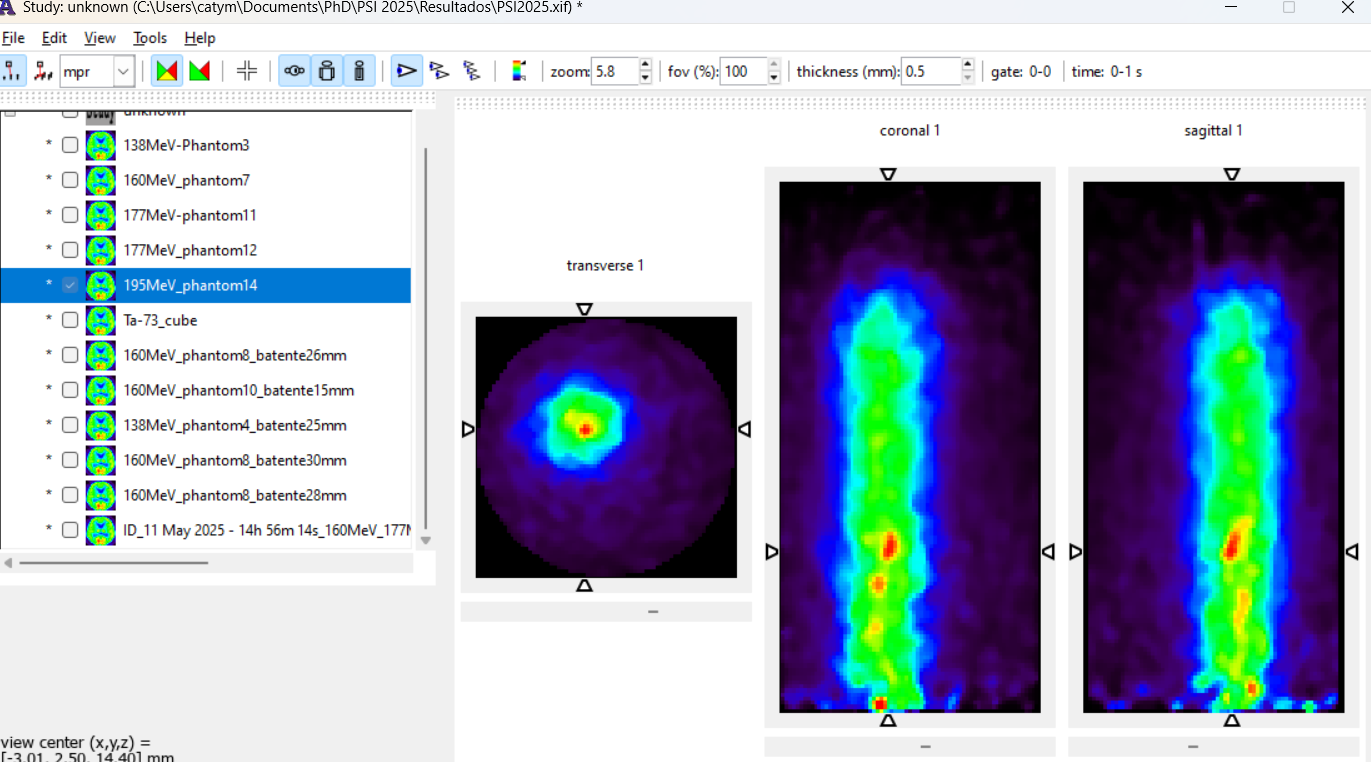 Study: unknown (C:\Users\catym\Documents\PhD\PSI 2025\Resultados\PSI2025.xif) *
File Edit View Tools Help
mpr zoom: 5.8 fov (%): 100 thickness (mm): 0.5 gate: 0-0 time: 0-1 s
unknown
* 138MeV-Phantom3
* 160MeV_phantom7
* 177MeV-phantom11
* 177MeV_phantom12
* 195MeV_phantom14
* Ta-73_cube
* 160MeV_phantom8_batente26mm
* 160MeV_phantom10_batente15mm
* 138MeV_phantom4_batente25mm
* 160MeV_phantom8_batente30mm
* 160MeV_phantom8_batente28mm
* ID_11 May 2025 - 14h 56m 14s_160MeV_177M
view center (x,y,z) =
[-3.01, 2.50, 14.40] mm
transverse 1
coronal 1
sagittal 1